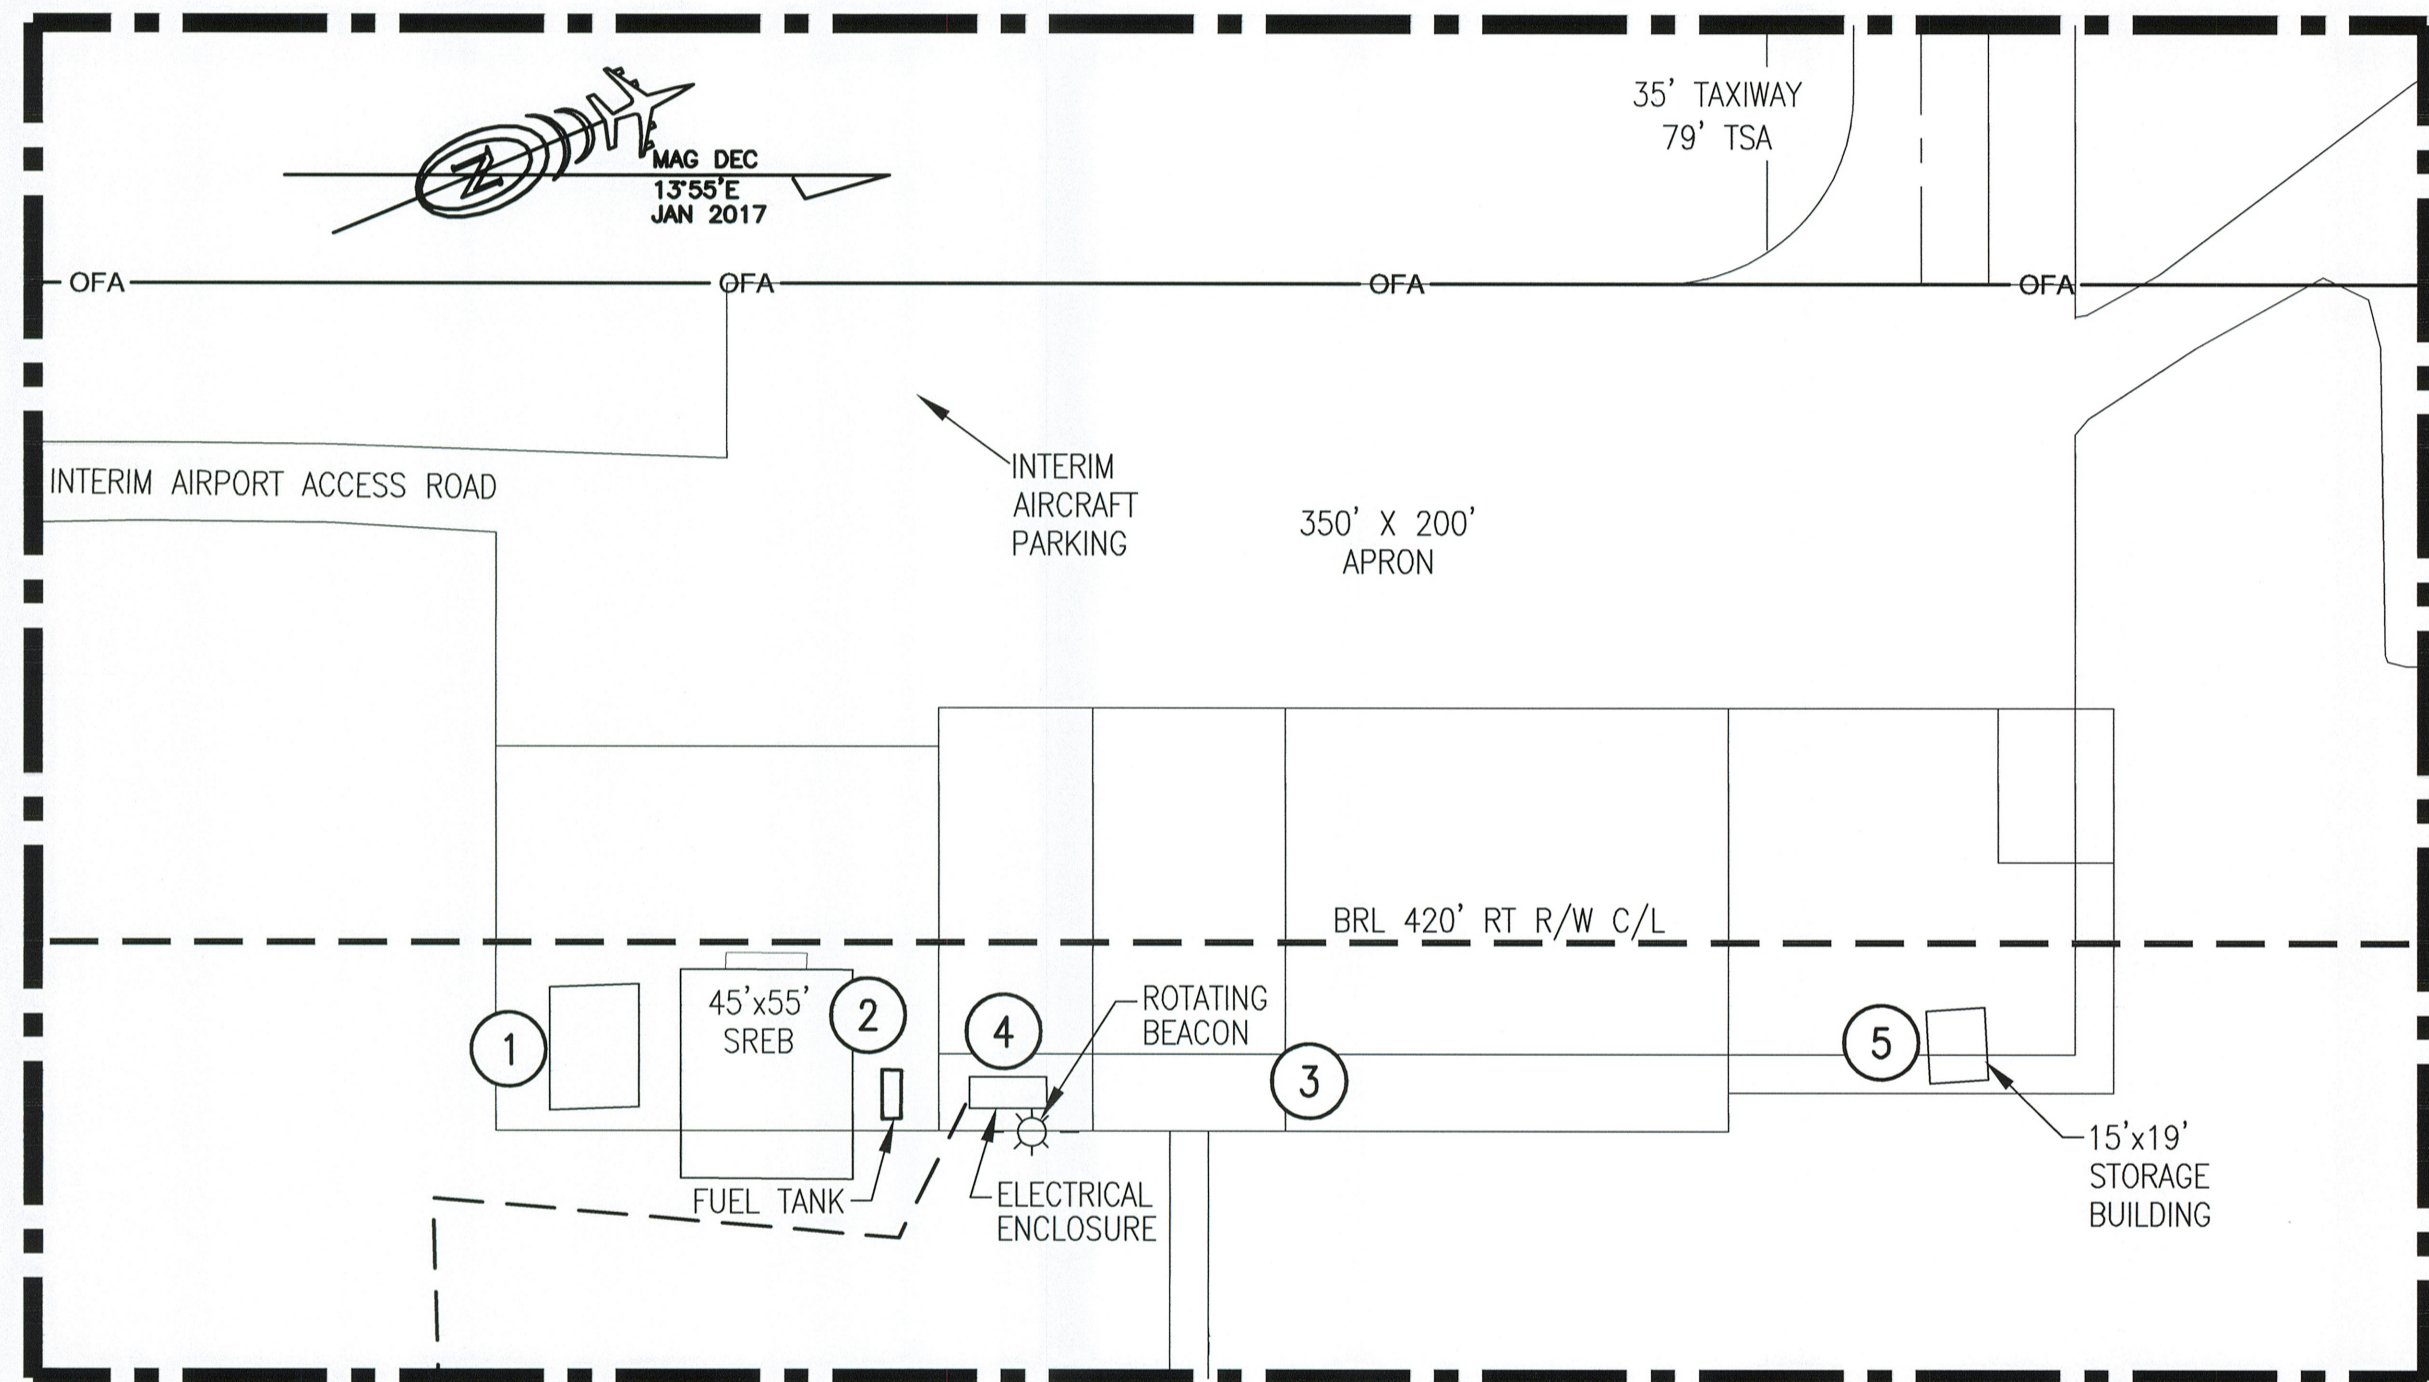 35' TAXIWAY
79' TSA
N
MAG DEC
13°55'E
JAN 2017
OFA OFA OFA OFA
INTERIM AIRPORT ACCESS ROAD
INTERIM
AIRCRAFT
PARKING
350' X 200'
APRON
BRL 420' RT R/W C/L
1
45'x55'
SREB
2
4
ROTATING
BEACON
3
5
FUEL TANK
ELECTRICAL
ENCLOSURE
15'x19'
STORAGE
BUILDING